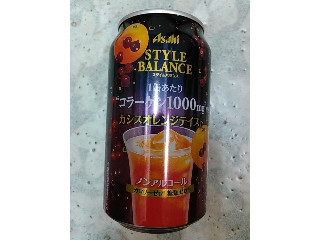 Asahi
STYLE
BALANCE
スタイルバランス
1缶あたり
"コラーゲン1000mg"
カシスオレンジテイスト
ノンアルコール